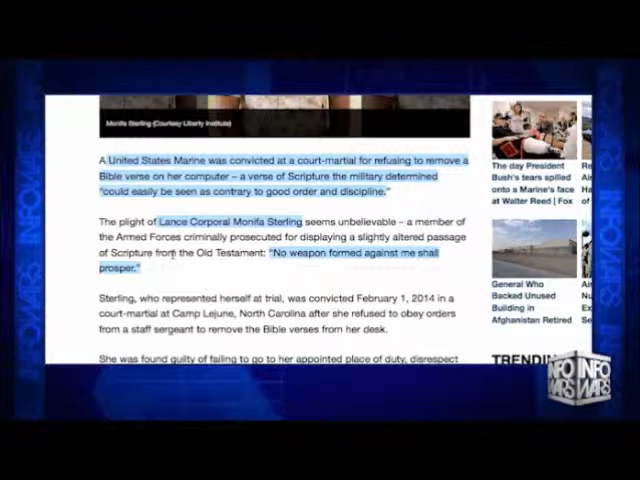 Monifa Sterling (Courtesy Liberty Institute)
A United States Marine was convicted at a court-martial for refusing to remove a
Bible verse on her computer – a verse of Scripture the military determined
“could easily be seen as contrary to good order and discipline.”
The plight of Lance Corporal Monifa Sterling seems unbelievable – a member of
the Armed Forces criminally prosecuted for displaying a slightly altered passage
of Scripture from the Old Testament: “No weapon formed against me shall
prosper.”
Sterling, who represented herself at trial, was convicted February 1, 2014 in a
court-martial at Camp Lejune, North Carolina after she refused to obey orders
from a staff sergeant to remove the Bible verses from her desk.
She was found guilty of failing to go to her appointed place of duty, disrespect
The day President
Bush's tears spilled
onto a Marine's face
at Walter Reed | Fox
General Who
Backed Unused
Building in
Afghanistan Retired
TRENDIN
INFO
WARS
INFO
WARS
INFOWARS
INFOWARS